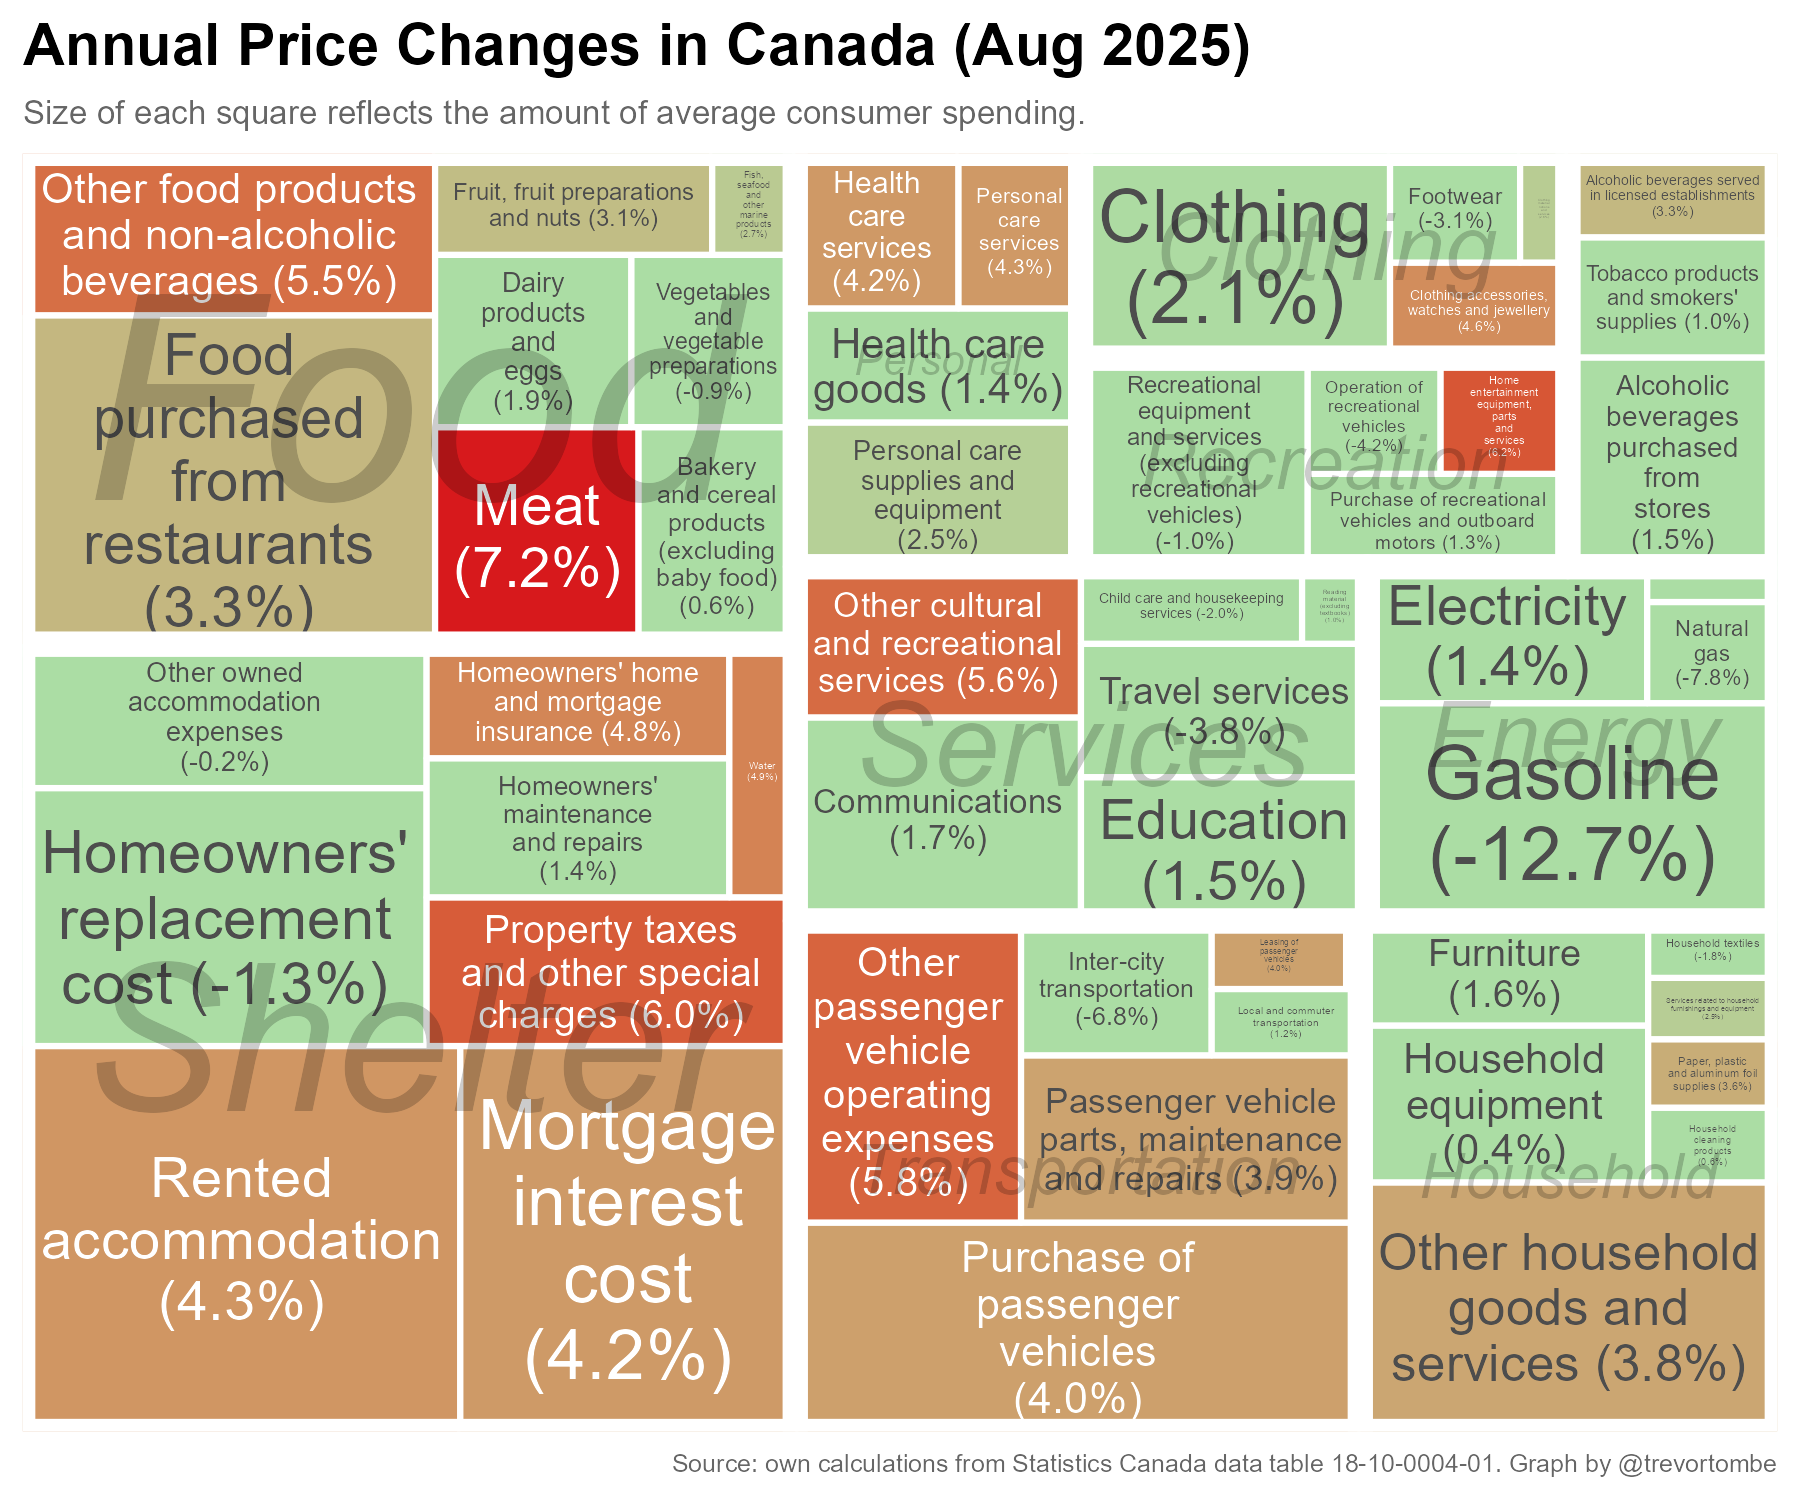 Annual Price Changes in Canada (Aug 2025)
Size of each square reflects the amount of average consumer spending.
Other food products
and non-alcoholic
beverages (5.5%)
Fruit, fruit preparations
and nuts (3.1%)
Fish,
seafood
and
other
marine
products
(2.7%)
Food
purchased
from
restaurants
(3.3%)
Dairy
products
and
eggs
(1.9%)
Vegetables
and
vegetable
preparations
(-0.9%)
Meat
(7.2%)
Bakery
and cereal
products
(excluding
baby food)
(0.6%)
Food
Health
care
services
(4.2%)
Personal
care
services
(4.3%)
Health care
goods (1.4%)
Personal care
supplies and
equipment
(2.5%)
Personal
Clothing
(2.1%)
Footwear
(-3.1%)
Clothing accessories,
watches and jewellery
(4.6%)
Clothing
Recreational
equipment
and services
(excluding
recreational
vehicles)
(-1.0%)
Operation of
recreational
vehicles
(-4.2%)
Home
entertainment
equipment,
parts
and
services
(6.2%)
Purchase of recreational
vehicles and outboard
motors (1.3%)
Recreation
Alcoholic beverages served
in licensed establishments
(3.3%)
Tobacco products
and smokers'
supplies (1.0%)
Alcoholic
beverages
purchased
from
stores
(1.5%)
Other owned
accommodation
expenses
(-0.2%)
Homeowners' home
and mortgage
insurance (4.8%)
Water
(4.9%)
Homeowners'
maintenance
and repairs
(1.4%)
Homeowners'
replacement
cost (-1.3%)
Property taxes
and other special
charges (6.0%)
Rented
accommodation
(4.3%)
Mortgage
interest
cost
(4.2%)
Shelter
Other cultural
and recreational
services (5.6%)
Child care and housekeeping
services (-2.0%)
Reading
material
(excluding
textbooks)
(1.0%)
Travel services
(-3.8%)
Communications
(1.7%)
Education
(1.5%)
Services
Electricity
(1.4%)
Natural
gas
(-7.8%)
Gasoline
(-12.7%)
Energy
Other
passenger
vehicle
operating
expenses
(5.8%)
Inter-city
transportation
(-6.8%)
Leasing of
passenger
vehicles
(4.0%)
Local and commuter
transportation
(1.2%)
Passenger vehicle
parts, maintenance
and repairs (3.9%)
Purchase of
passenger
vehicles
(4.0%)
Transportation
Furniture
(1.6%)
Household textiles
(-1.8%)
Services related to household
furnishings and equipment
(2.5%)
Household
equipment
(0.4%)
Paper, plastic
and aluminum foil
supplies (3.6%)
Household
cleaning
products
(0.6%)
Other household
goods and
services (3.8%)
Household
Source: own calculations from Statistics Canada data table 18-10-0004-01. Graph by @trevortombe